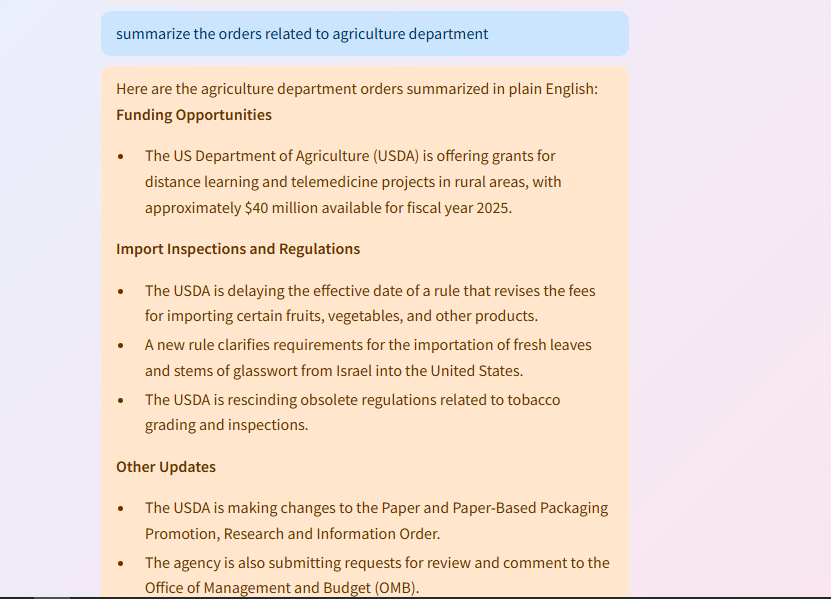 summarize the orders related to agriculture department
Here are the agriculture department orders summarized in plain English:
Funding Opportunities
• The US Department of Agriculture (USDA) is offering grants for
distance learning and telemedicine projects in rural areas, with
approximately $40 million available for fiscal year 2025.
Import Inspections and Regulations
• The USDA is delaying the effective date of a rule that revises the fees
for importing certain fruits, vegetables, and other products.
• A new rule clarifies requirements for the importation of fresh leaves
and stems of glasswort from Israel into the United States.
• The USDA is rescinding obsolete regulations related to tobacco
grading and inspections.
Other Updates
• The USDA is making changes to the Paper and Paper-Based Packaging
Promotion, Research and Information Order.
• The agency is also submitting requests for review and comment to the
Office of Management and Budget (OMB).